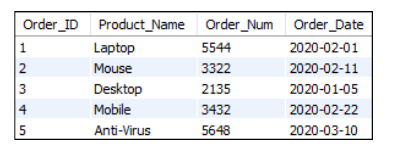 Order_ID Product_Name Order_Num Order_Date
1 Laptop 5544 2020-02-01
2 Mouse 3322 2020-02-11
3 Desktop 2135 2020-01-05
4 Mobile 3432 2020-02-22
5 Anti-Virus 5648 2020-03-10